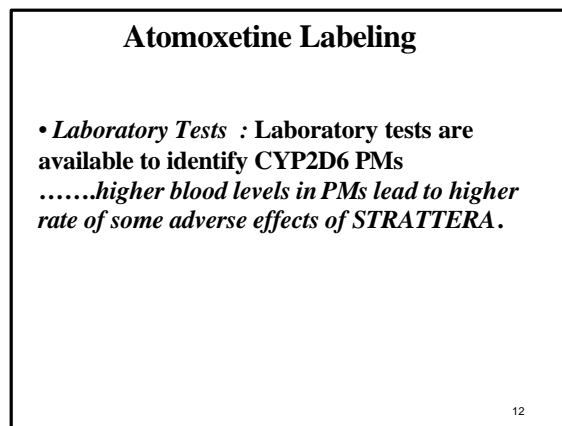 Atomoxetine Labeling
• Laboratory Tests : Laboratory tests are
available to identify CYP2D6 PMs
…….higher blood levels in PMs lead to higher
rate of some adverse effects of STRATTERA.
12